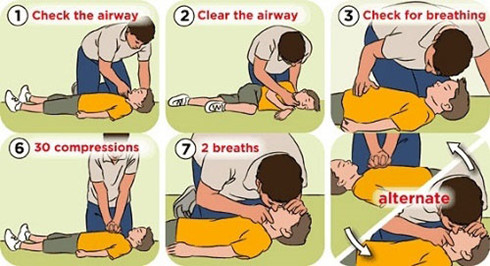 1 Check the airway
2 Clear the airway
3 Check for breathing
6 30 compressions
7 2 breaths
alternate